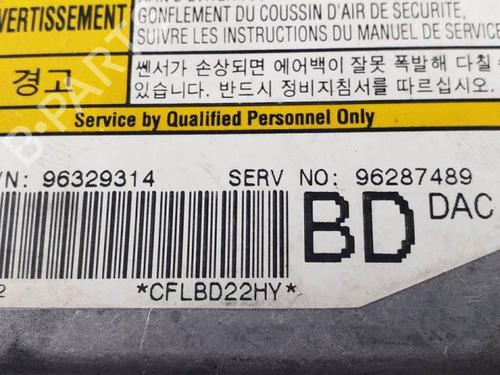 VERTISSEMENT
GONFLEMENT DU COUSSIN D'AIR DE SECURITE,
SUIVRE LES INSTRUCTIONS DU MANUEL DE SERVICE
경고
쎈서가 손상되면 에어백이 잘못 폭발해 다칠 수
있습니다. 반드시 정비지침서를 따르십시오.
Service by Qualified Personnel Only
/N: 96329314
SERV NO: 96287489
BD
DAC
2
*CFLBD22HY*
B-PARTS